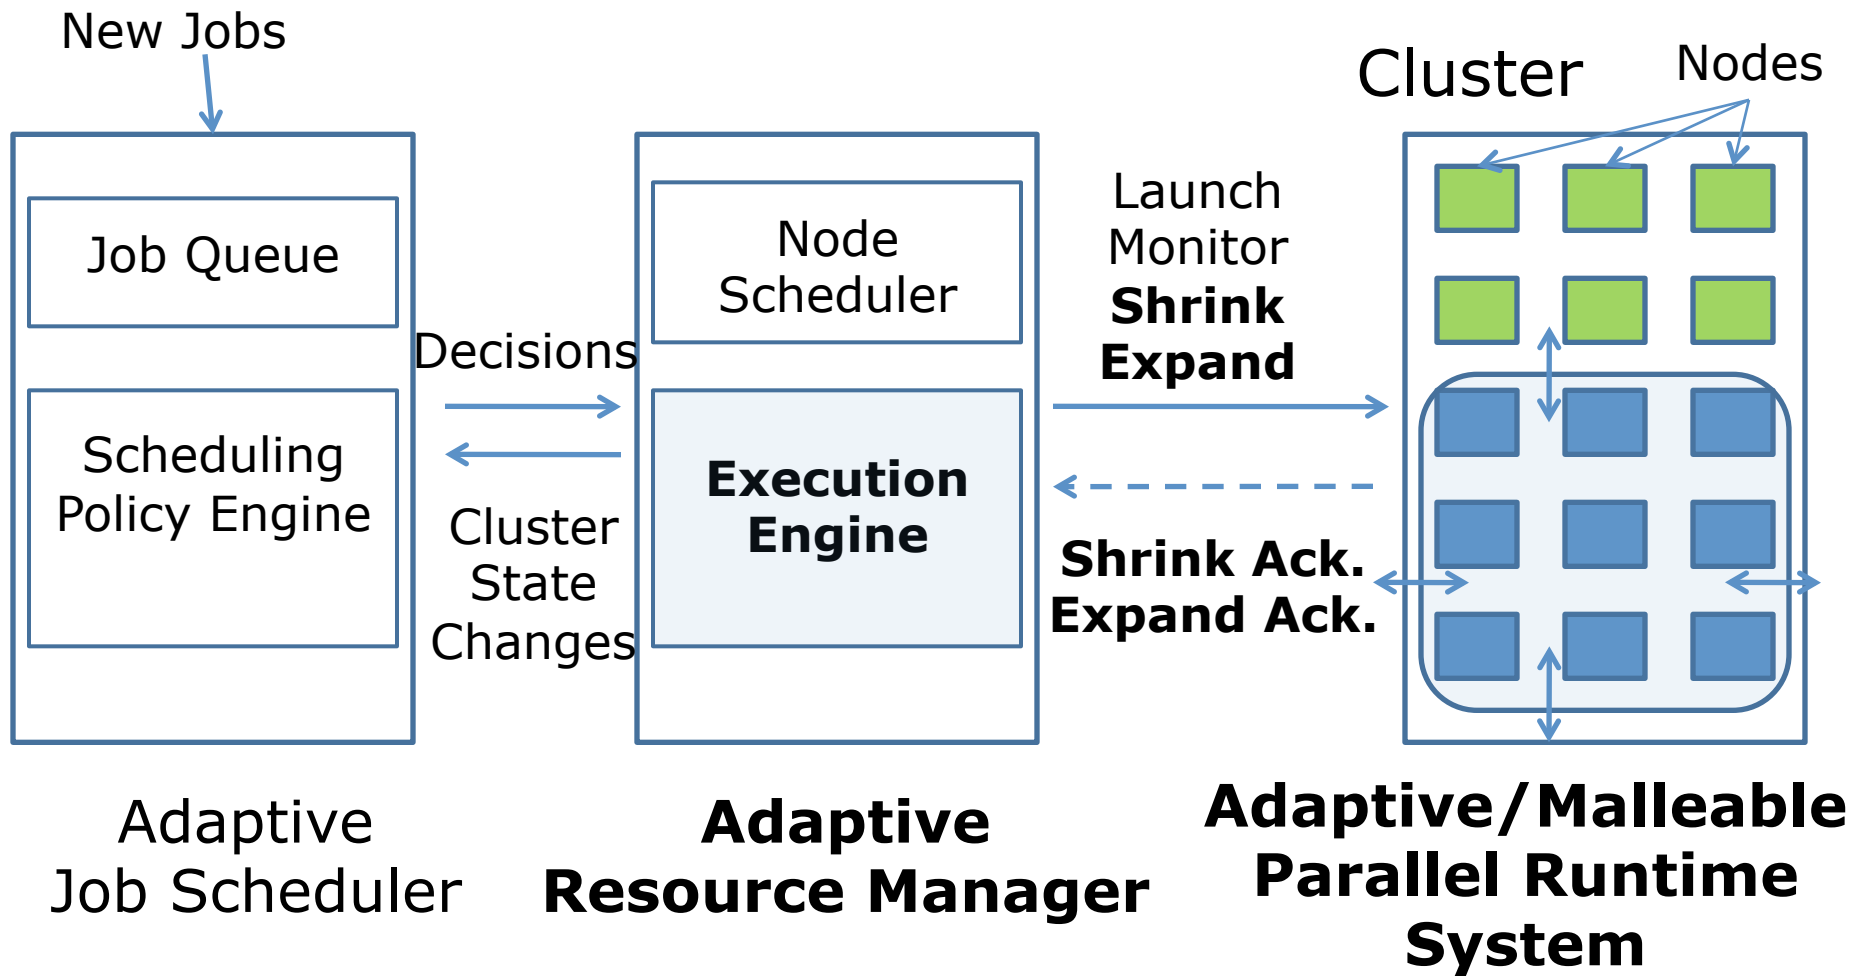 New Jobs
Job Queue
Scheduling
Policy Engine
Adaptive
Job Scheduler
Decisions
Cluster
State
Changes
Node
Scheduler
Execution
Engine
Adaptive
Resource Manager
Launch
Monitor
Shrink
Expand
Shrink Ack.
Expand Ack.
Cluster
Nodes
Adaptive/Malleable
Parallel Runtime
System